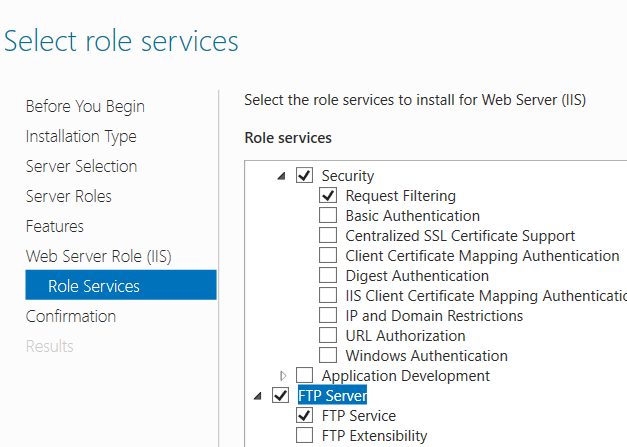 Select role services
Before You Begin
Installation Type
Server Selection
Server Roles
Features
Web Server Role (IIS)
Role Services
Confirmation
Results
Select the role services to install for Web Server (IIS)
Role services
Security
Request Filtering
Basic Authentication
Centralized SSL Certificate Support
Client Certificate Mapping Authentication
Digest Authentication
IIS Client Certificate Mapping Authenticatic
IP and Domain Restrictions
URL Authorization
Windows Authentication
Application Development
FTP Server
FTP Service
FTP Extensibility